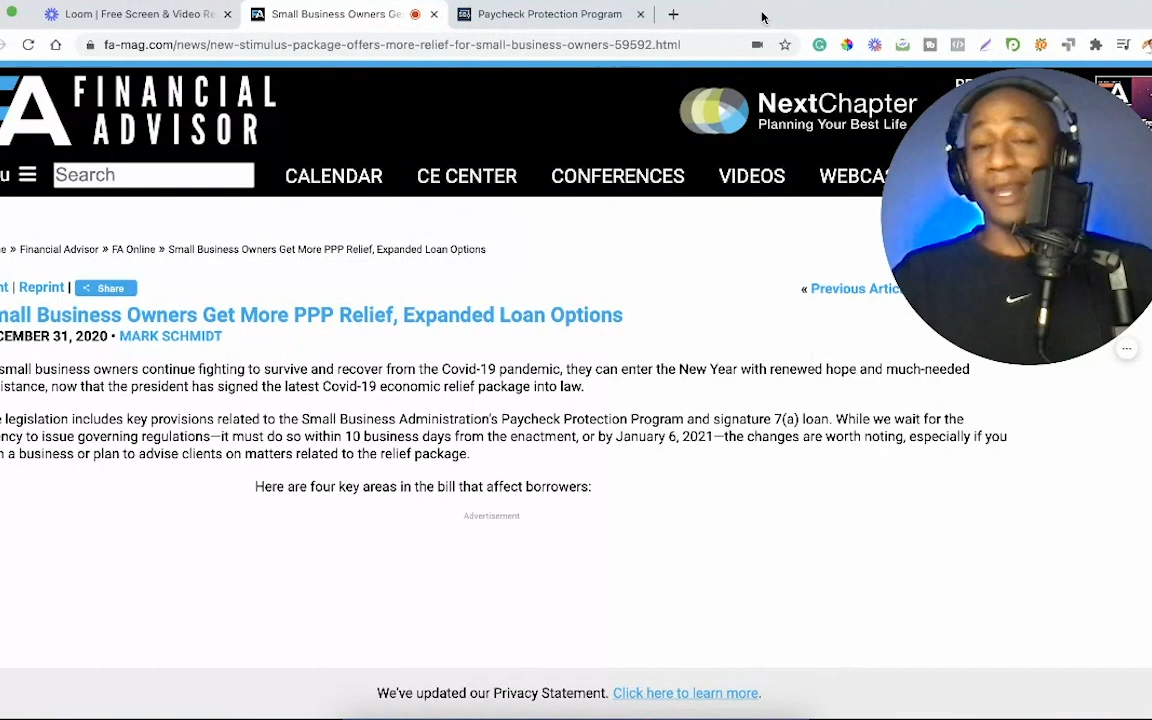 Loom | Free Screen & Video Re
Small Business Owners Ge
Paycheck Protection Program
fa-mag.com/news/new-stimulus-package-offers-more-relief-for-small-business-owners-59592.html
FA FINANCIAL
ADVISOR
NextChapter
Planning Your Best Life
u
Search
CALENDAR
CE CENTER
CONFERENCES
VIDEOS
WEBCAS
e » Financial Advisor » FA Online » Small Business Owners Get More PPP Relief, Expanded Loan Options
nt | Reprint | Share
« Previous Artic
mall Business Owners Get More PPP Relief, Expanded Loan Options
CEMBER 31, 2020 • MARK SCHMIDT
small business owners continue fighting to survive and recover from the Covid-19 pandemic, they can enter the New Year with renewed hope and much-needed
istance, now that the president has signed the latest Covid-19 economic relief package into law.
e legislation includes key provisions related to the Small Business Administration's Paycheck Protection Program and signature 7(a) loan. While we wait for the
ency to issue governing regulations—it must do so within 10 business days from the enactment, or by January 6, 2021—the changes are worth noting, especially if you
n a business or plan to advise clients on matters related to the relief package.
Here are four key areas in the bill that affect borrowers:
Advertisement
We've updated our Privacy Statement. Click here to learn more.